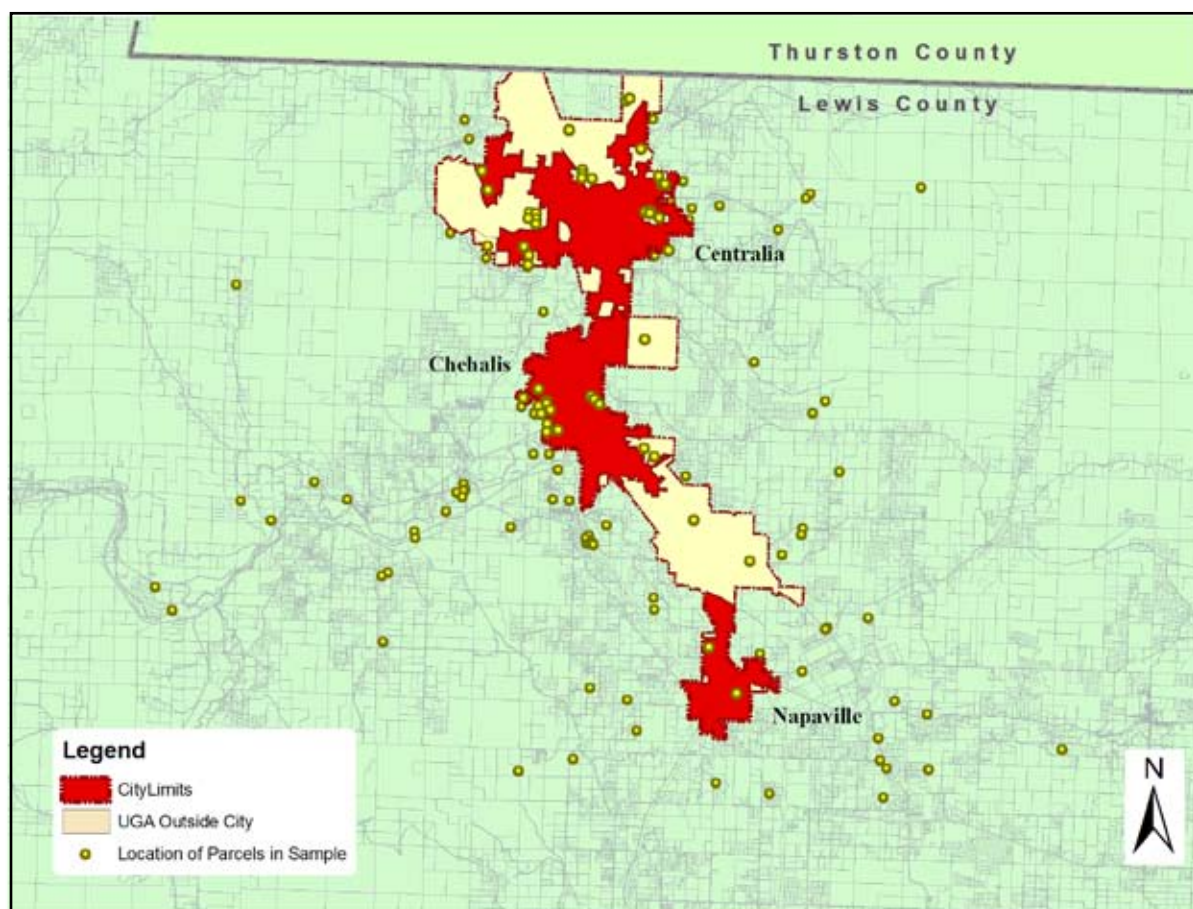 Thurston County
Lewis County
Centralia
Chehalis
Napaville
Legend
CityLimits
UGA Outside City
Location of Parcels in Sample
N